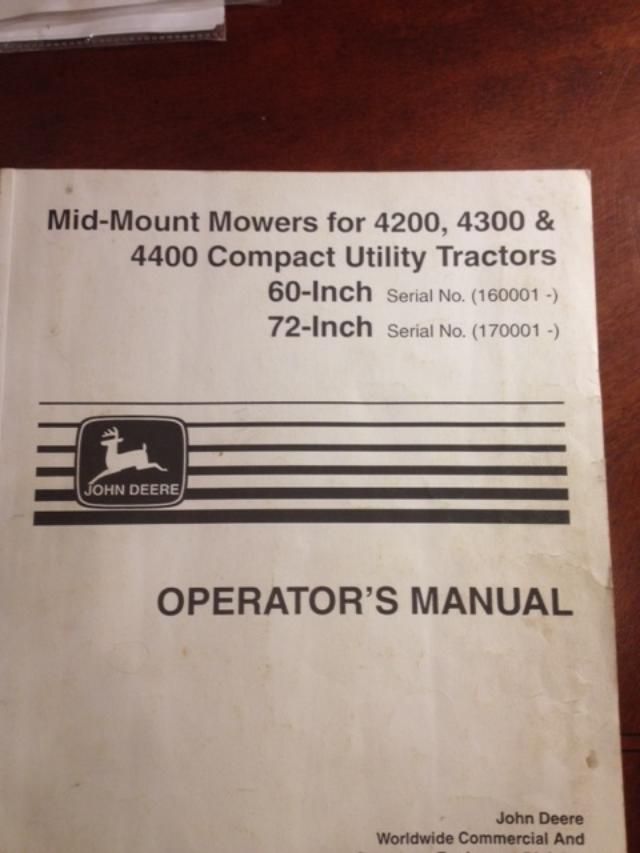 Mid-Mount Mowers for 4200, 4300 &
4400 Compact Utility Tractors
60-Inch Serial No. (160001 -)
72-Inch Serial No. (170001 -)
JOHN DEERE
OPERATOR'S MANUAL
John Deere
Worldwide Commercial And